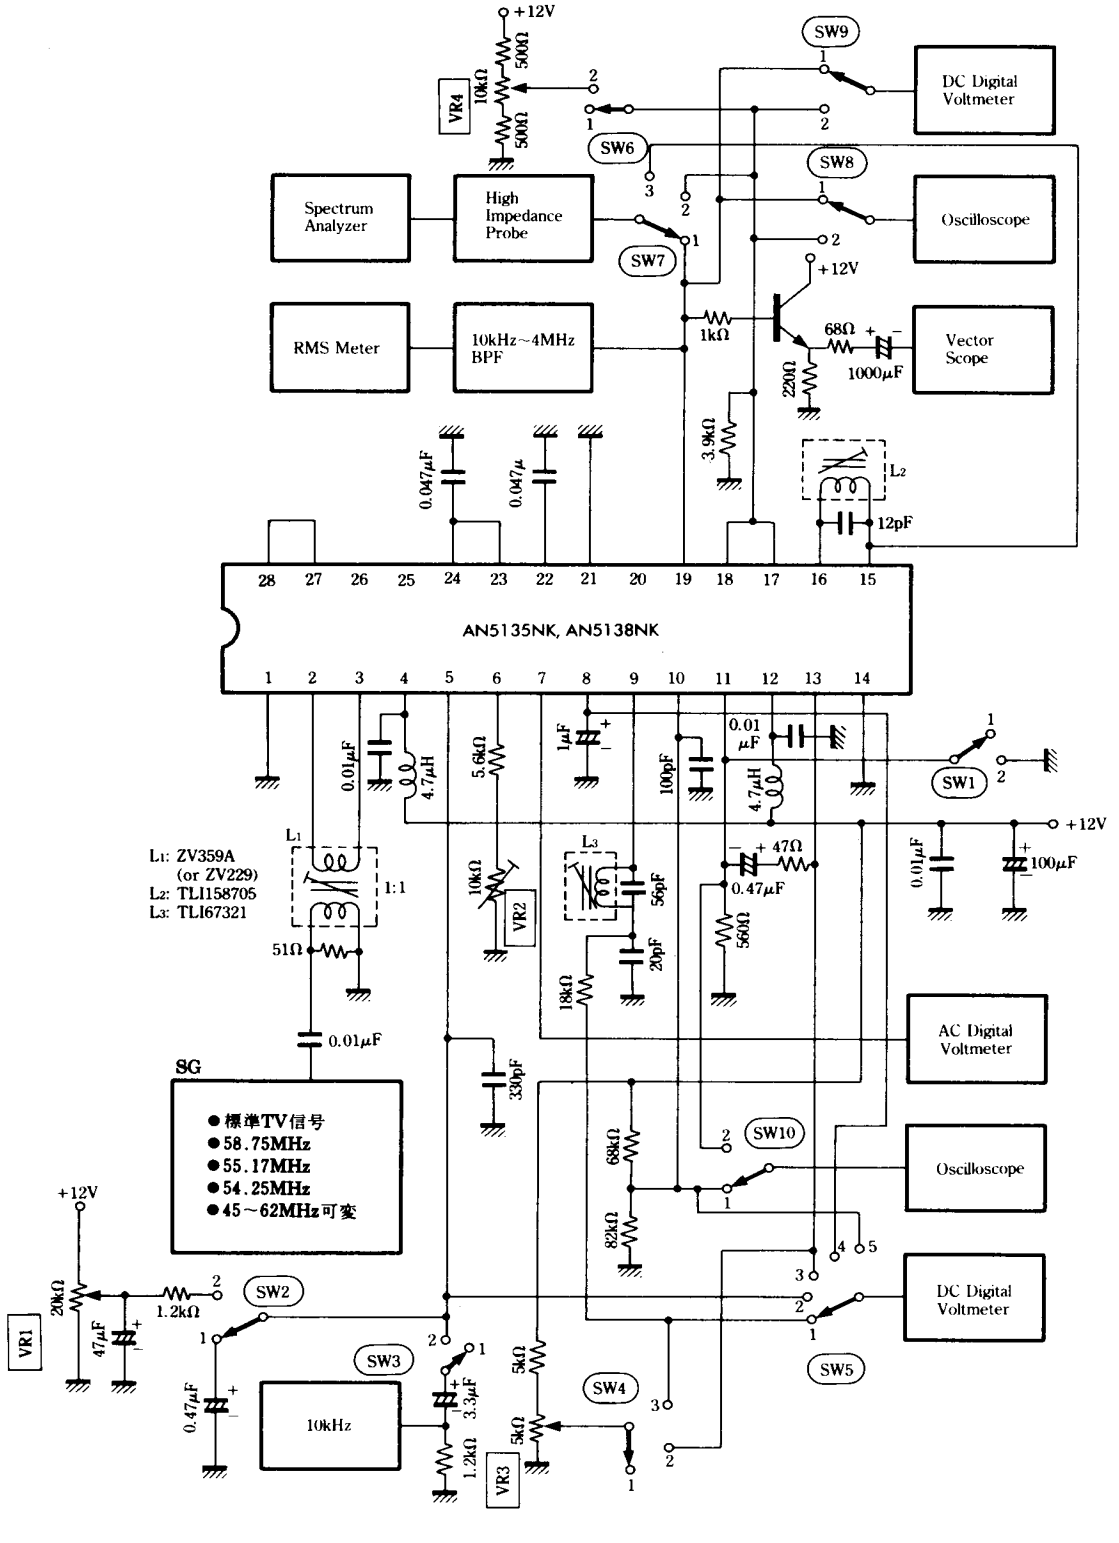 +12V
500Ω
10kΩ
500Ω
VR4
2
1
SW6
SW9
1
2
DC Digital
Voltmeter
3
2
1
SW7
SW8
1
2
Oscilloscope
Spectrum
Analyzer
High
Impedance
Probe
+12V
RMS Meter
10kHz~4MHz
BPF
1kΩ
68Ω
+
-
1000μF
220Ω
Vector
Scope
0.047μF
0.047μ
3.9kΩ
L2
12pF
28 27 26 25 24 23 22 21 20 19 18 17 16 15
AN5135NK, AN5138NK
1 2 3 4 5 6 7 8 9 10 11 12 13 14
0.01μF
4.7μH
5.6kΩ
1μF
+
-
100pF
0.01
μF
4.7μH
1
SW1
2
+12V
L1: ZV359A
(or ZV229)
L2: TLI158705
L3: TLI67321
L1
1:1
51Ω
0.01μF
10kΩ
VR2
L3
56pF
20pF
18kΩ
- + 47Ω
0.47μF
560Ω
0.01μF
+
100μF
-
AC Digital
Voltmeter
SG
●標準TV信号
●58.75MHz
●55.17MHz
●54.25MHz
●45~62MHz可変
330pF
68kΩ
82kΩ
2
SW10
1
Oscilloscope
4
5
3
2
1
SW5
DC Digital
Voltmeter
+12V
20kΩ
VR1
47μF
+
-
1.2kΩ
2
SW2
1
0.47μF
+
-
2
1
SW3
+
3.3μF
-
10kHz
1.2kΩ
5kΩ
5kΩ
VR3
SW4
3
2
1